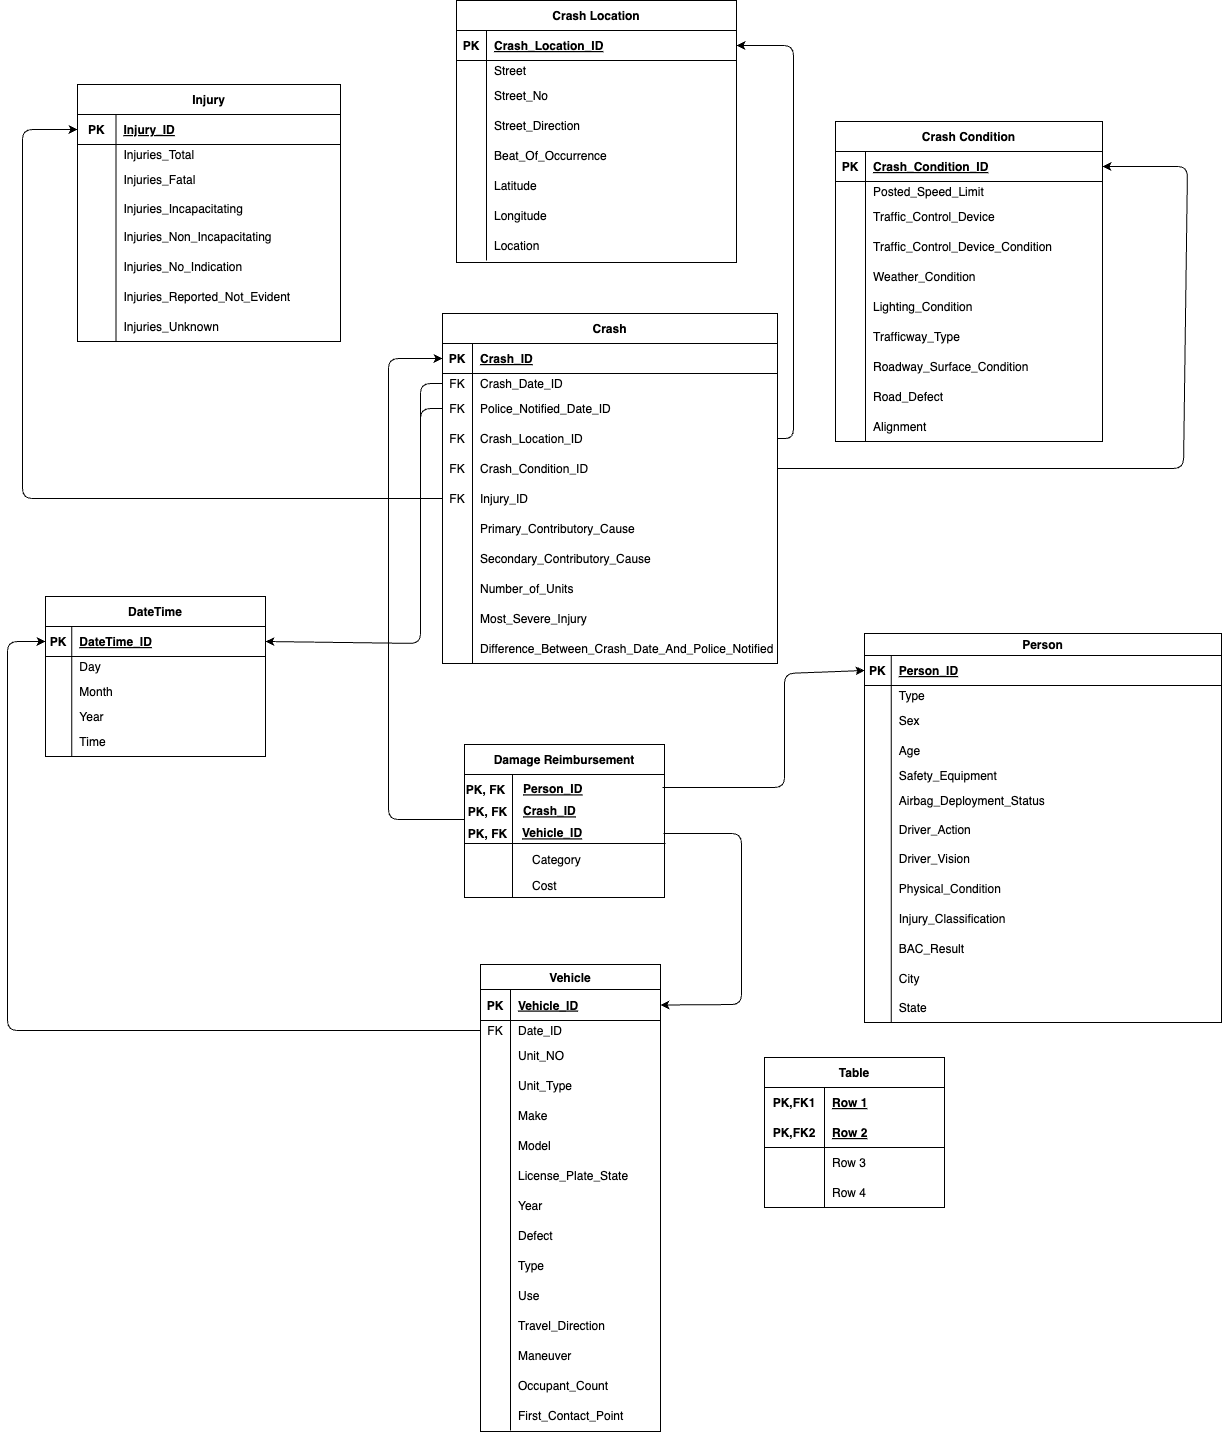 Crash Location
PK Crash_Location_ID
Street
Street_No
Street_Direction
Beat_Of_Occurrence
Latitude
Longitude
Location
Injury
PK Injury_ID
Injuries_Total
Injuries_Fatal
Injuries_Incapacitating
Injuries_Non_Incapacitating
Injuries_No_Indication
Injuries_Reported_Not_Evident
Injuries_Unknown
Crash Condition
PK Crash_Condition_ID
Posted_Speed_Limit
Traffic_Control_Device
Traffic_Control_Device_Condition
Weather_Condition
Lighting_Condition
Trafficway_Type
Roadway_Surface_Condition
Road_Defect
Alignment
Crash
PK Crash_ID
FK Crash_Date_ID
FK Police_Notified_Date_ID
FK Crash_Location_ID
FK Crash_Condition_ID
FK Injury_ID
Primary_Contributory_Cause
Secondary_Contributory_Cause
Number_of_Units
Most_Severe_Injury
Difference_Between_Crash_Date_And_Police_Notified
DateTime
PK DateTime_ID
Day
Month
Year
Time
Person
PK Person_ID
Type
Sex
Age
Safety_Equipment
Airbag_Deployment_Status
Driver_Action
Driver_Vision
Physical_Condition
Injury_Classification
BAC_Result
City
State
Damage Reimbursement
PK, FK Person_ID
PK, FK Crash_ID
PK, FK Vehicle_ID
Category
Cost
Vehicle
PK Vehicle_ID
FK Date_ID
Unit_NO
Unit_Type
Make
Model
License_Plate_State
Year
Defect
Type
Use
Travel_Direction
Maneuver
Occupant_Count
First_Contact_Point
Table
PK,FK1 Row 1
PK,FK2 Row 2
Row 3
Row 4